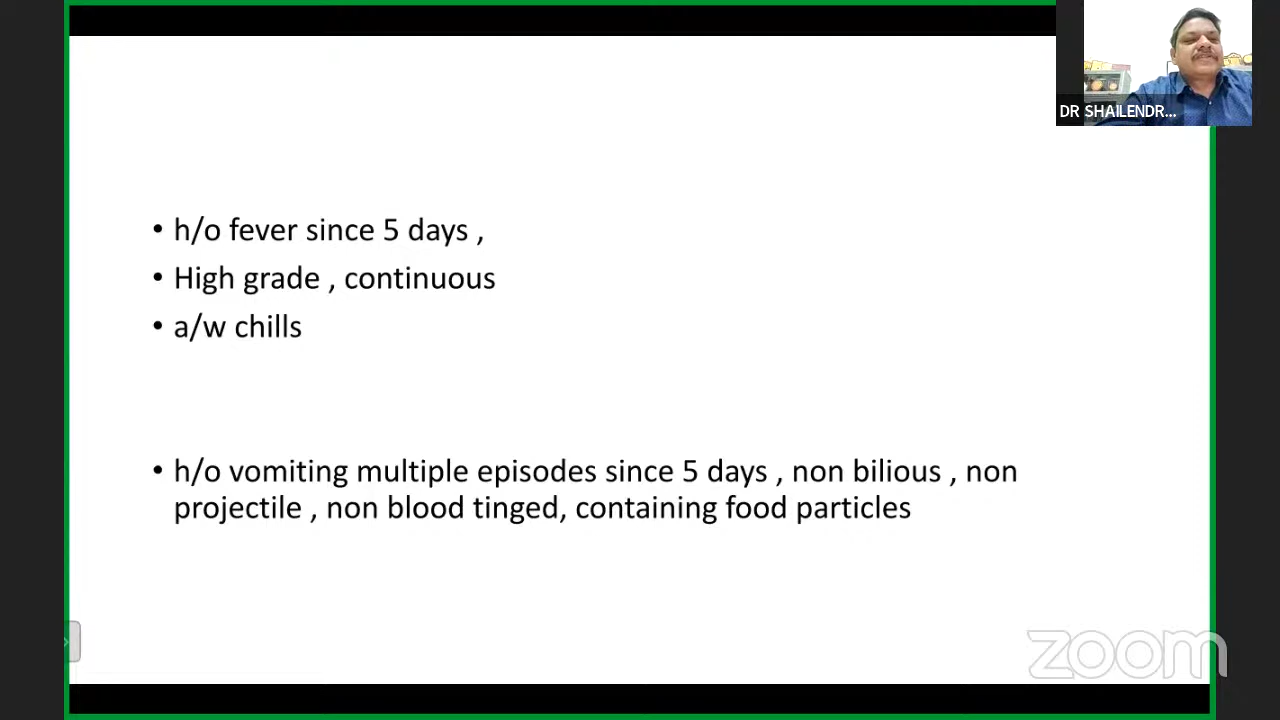 DR SHAILENDR...
• h/o fever since 5 days ,
• High grade , continuous
• a/w chills
• h/o vomiting multiple episodes since 5 days , non bilious , non
projectile , non blood tinged, containing food particles
zoom